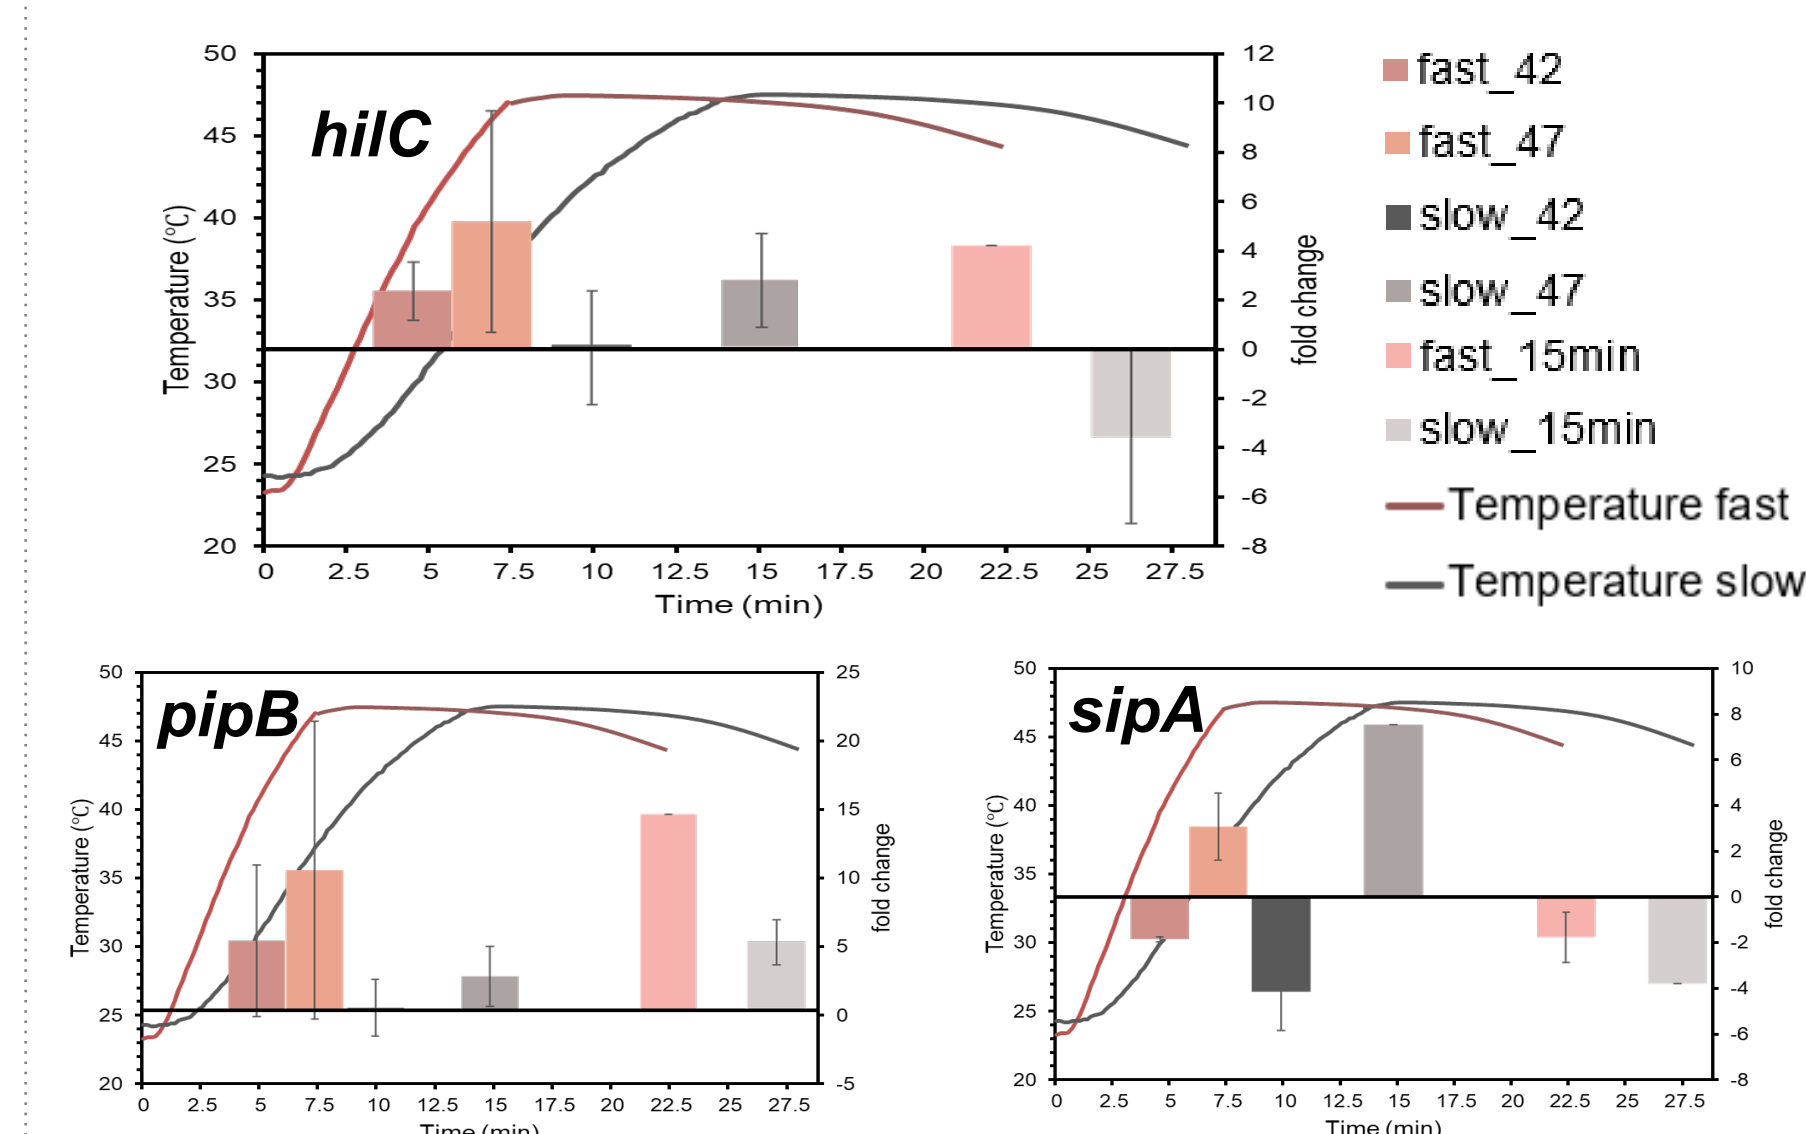 hilC
50
45
40
35
30
25
20
Temperature (°C)
12
10
8
6
4
2
0
-2
-4
-6
-8
fold change
0 2.5 5 7.5 10 12.5 15 17.5 20 22.5 25 27.5
Time (min)
fast_42
fast_47
slow_42
slow_47
fast_15min
slow_15min
Temperature fast
Temperature slow
pipB
50
45
40
35
30
25
20
Temperature (°C)
25
20
15
10
5
0
-5
fold change
0 2.5 5 7.5 10 12.5 15 17.5 20 22.5 25 27.5
Time (min)
sipA
50
45
40
35
30
25
20
Temperature (°C)
10
8
6
4
2
0
-2
-4
-6
-8
fold change
0 2.5 5 7.5 10 12.5 15 17.5 20 22.5 25 27.5
Time (min)